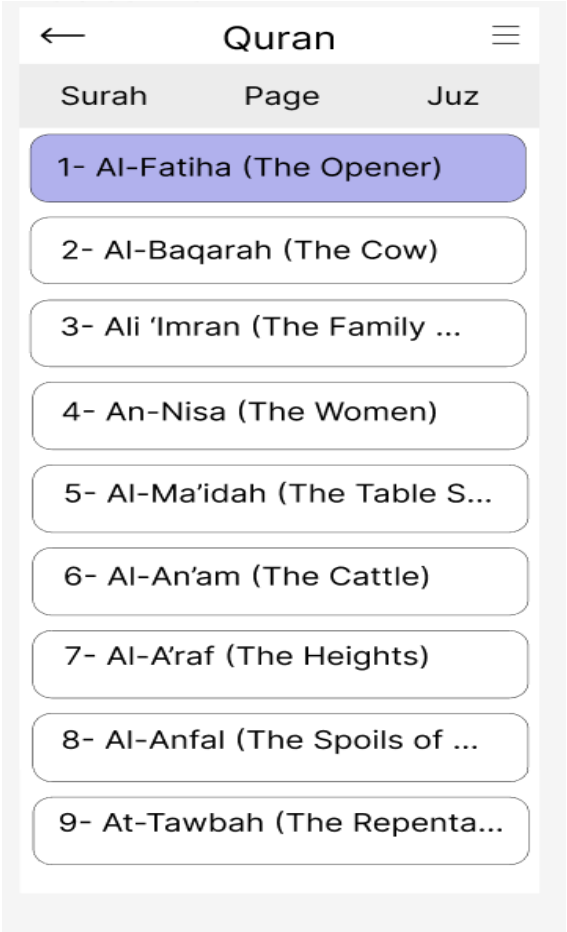 Quran
Surah Page Juz
1- Al-Fatiha (The Opener)
2- Al-Baqarah (The Cow)
3- Ali ‘Imran (The Family ...
4- An-Nisa (The Women)
5- Al-Ma’idah (The Table S...
6- Al-An’am (The Cattle)
7- Al-A’raf (The Heights)
8- Al-Anfal (The Spoils of ...
9- At-Tawbah (The Repenta...